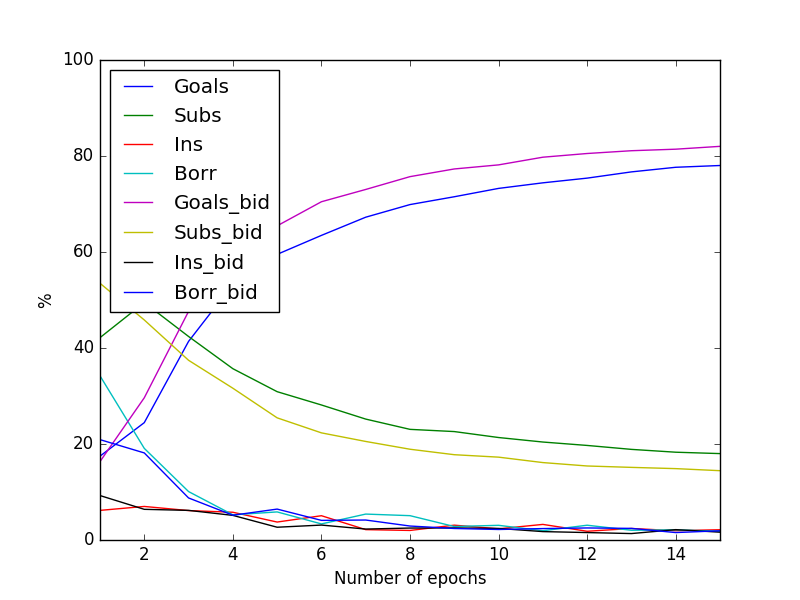 100
80
60
40
20
0
%
Goals
Subs
Ins
Borr
Goals_bid
Subs_bid
Ins_bid
Borr_bid
2 4 6 8 10 12 14
Number of epochs